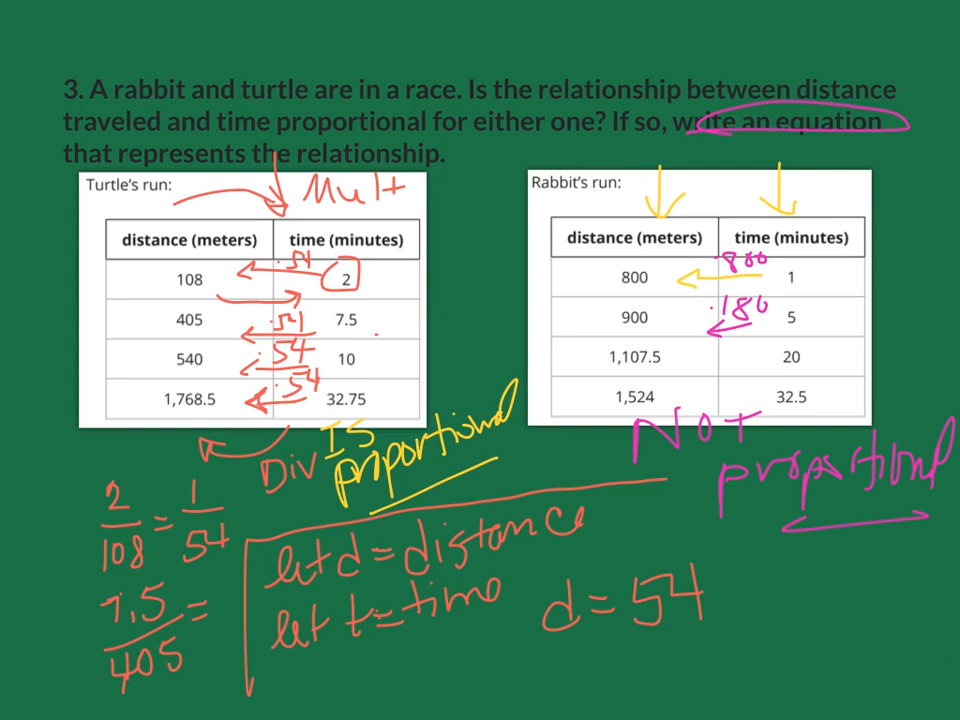 3. A rabbit and turtle are in a race. Is the relationship between distance
traveled and time proportional for either one? If so, write an equation
that represents the relationship.
Turtle's run:
Mult
distance (meters) time (minutes)
108 · 54 2
405 · 54 7.5
540 · 54 10
1,768.5 · 54 32.75
Rabbit's run:
distance (meters) time (minutes)
800 · 800 1
900 · 180 5
1,107.5 20
1,524 32.5
Div
IS
proportional
Not
proportional
2/108 = 1/54
7.5/405 =
let d = distance
let t = time
d = 54